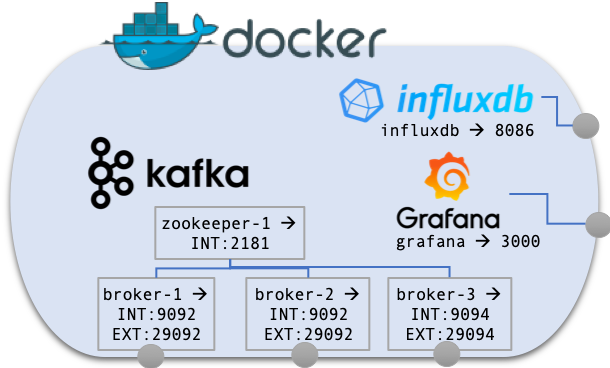 docker
influxdb
influxdb → 8086
kafka
Grafana
grafana → 3000
zookeeper-1 →
INT:2181
broker-1 →
INT:9092
EXT:29092
broker-2 →
INT:9092
EXT:29092
broker-3 →
INT:9094
EXT:29094